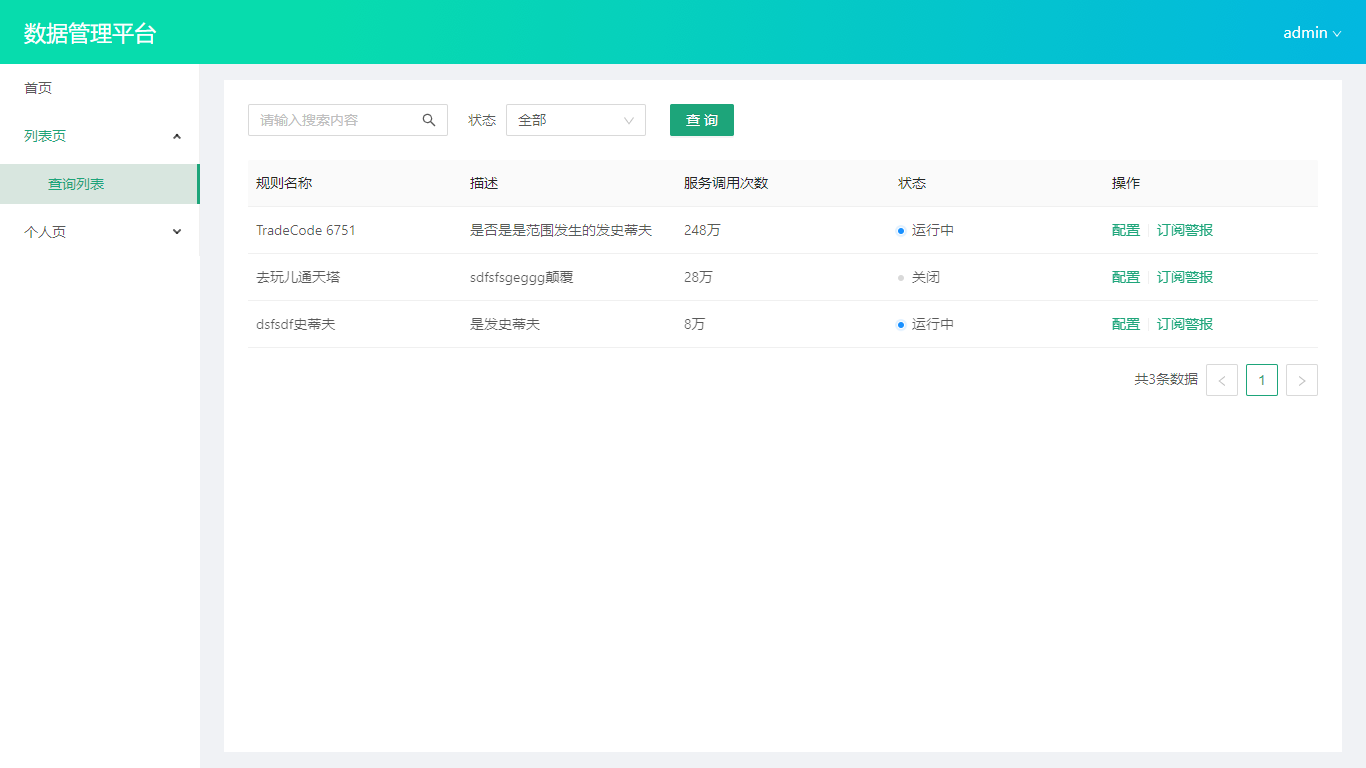 数据管理平台
admin
首页
列表页
查询列表
个人页
请输入搜索内容
状态
全部
查 询
规则名称 描述 服务调用次数 状态 操作
TradeCode 6751 是否是是范围发生的发史蒂夫 248万 运行中 配置 订阅警报
去玩儿通天塔 sdfsfsgeggg颠覆 28万 关闭 配置 订阅警报
dsfsdf史蒂夫 是发史蒂夫 8万 运行中 配置 订阅警报
共3条数据 < 1 >